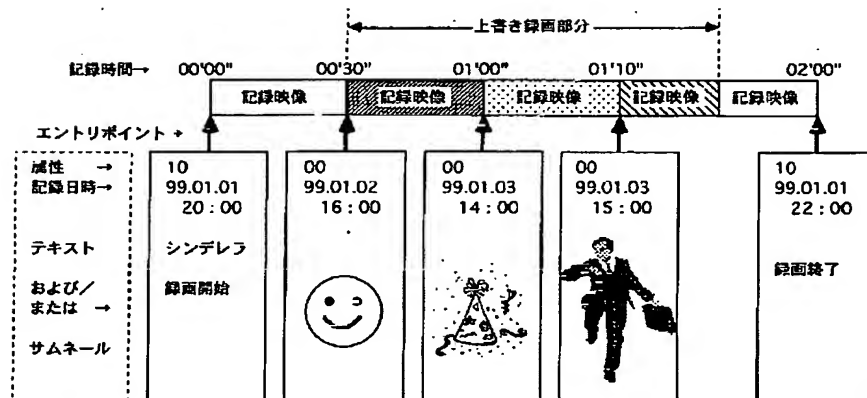 上書き録画部分
記録時間→ 00'00" 00'30" 01'00" 01'10" 02'00"
記録映像 記録映像 記録映像 記録映像 記録映像
エントリポイント→
属性 → 10 00 00 00 10
記録日時→ 99.01.01 99.01.02 99.01.03 99.01.03 99.01.01
20:00 16:00 14:00 15:00 22:00
テキスト シンデレラ
録画終了
および/ 録画開始
または →
サムネール